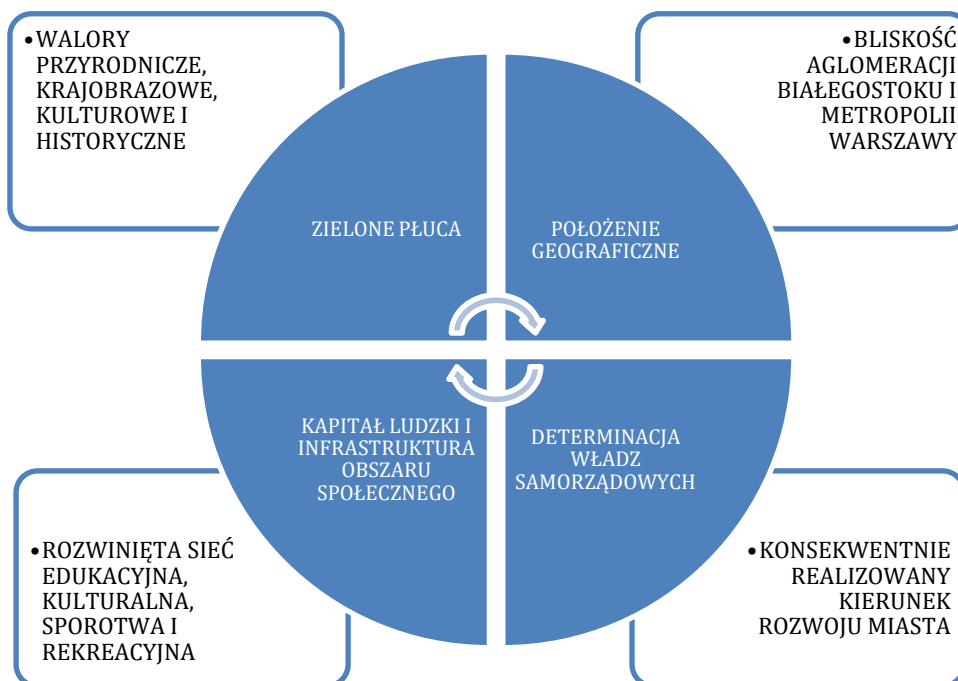 •WALORY
PRZYRODNICZE,
KRAJOBRAZOWE,
KULTUROWE I
HISTORYCZNE
•BLISKOŚĆ
AGLOMERACJI
BIAŁEGOSTOKU I
METROPOLII
WARSZAWY
ZIELONE PŁUCA
POŁOŻENIE
GEOGRAFICZNE
KAPITAŁ LUDZKI I
INFRASTRUKTURA
OBSZARU
SPOŁECZNEGO
DETERMINACJA
WŁADZ
SAMORZĄDOWYCH
•ROZWINIĘTA SIEĆ
EDUKACYJNA,
KULTURALNA,
SPOROTWA I
REKREACYJNA
•KONSEKWENTNIE
REALIZOWANY
KIERUNEK
ROZWOJU MIASTA